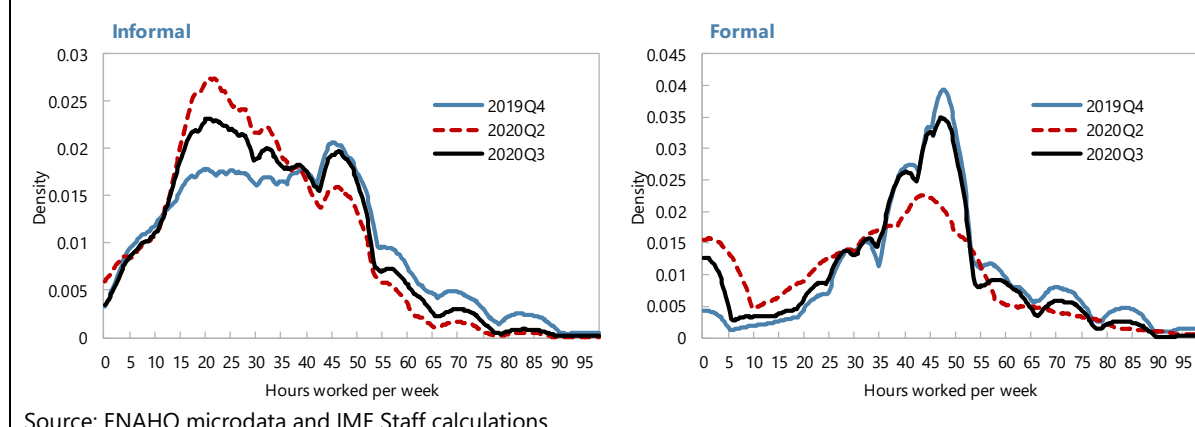 Informal
0.03
0.025
0.02
0.015
0.01
0.005
0
Density
2019Q4
2020Q2
2020Q3
0 5 10 15 20 25 30 35 40 45 50 55 60 65 70 75 80 85 90 95
Hours worked per week
Formal
0.045
0.04
0.035
0.03
0.025
0.02
0.015
0.01
0.005
0
Density
2019Q4
2020Q2
2020Q3
0 5 10 15 20 25 30 35 40 45 50 55 60 65 70 75 80 85 90 95
Hours worked per week
Source: ENAHO microdata and IMF Staff calculations